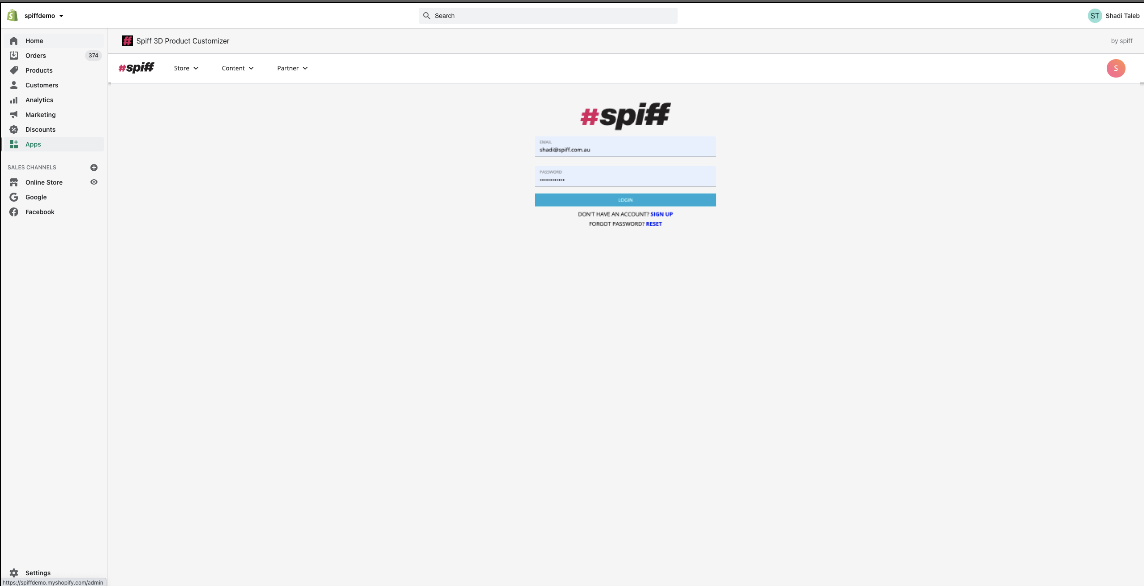 spiffdemo
Search
ST Shadi Taleb
Home
Orders 374
Products
Customers
Analytics
Marketing
Discounts
Apps
SALES CHANNELS
Online Store
Google
Facebook
Settings
https://spiffdemo.myshopify.com/admin
Spiff 3D Product Customizer
by spiff
#spiff Store Content Partner S
#spiff
EMAIL
shadi@spiff.com.au
PASSWORD
••••••••••••
LOGIN
DON'T HAVE AN ACCOUNT? SIGN UP
FORGOT PASSWORD? RESET